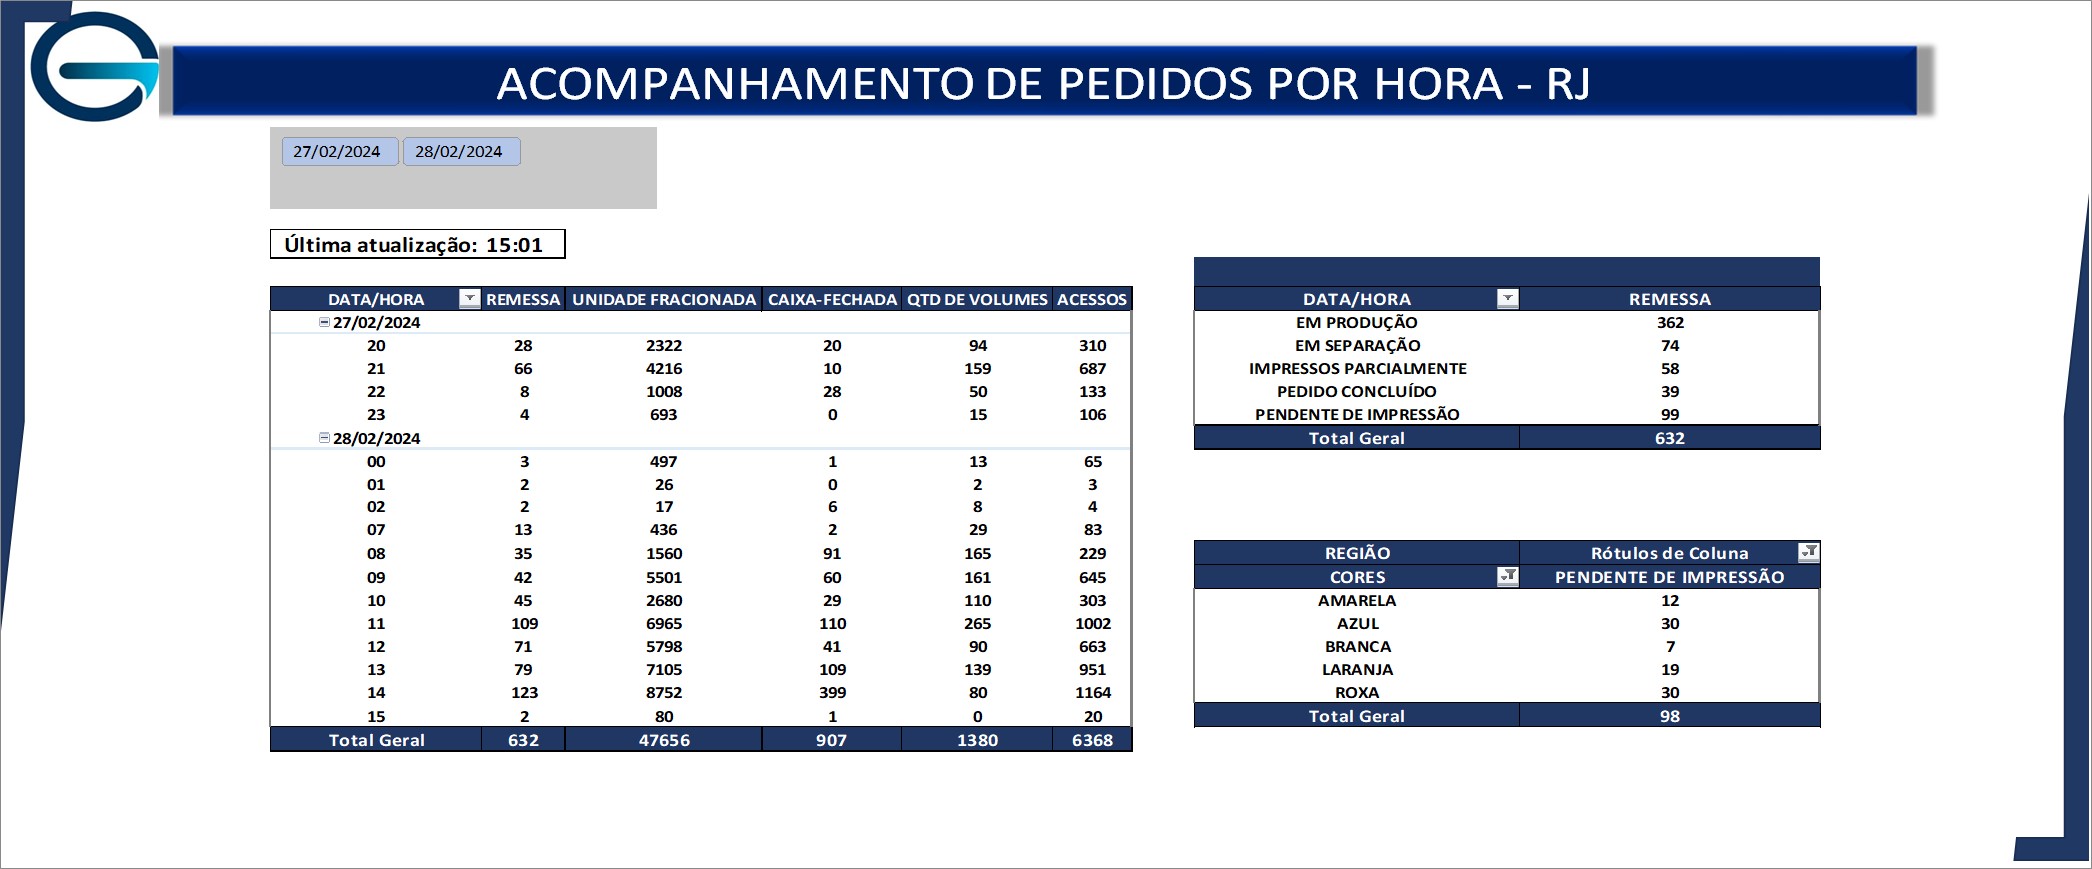 ACOMPANHAMENTO DE PEDIDOS POR HORA - RJ
27/02/2024 28/02/2024
Última atualização: 15:01
DATA/HORA REMESSA UNIDADE FRACIONADA CAIXA-FECHADA QTD DE VOLUMES ACESSOS
27/02/2024
20 28 2322 20 94 310
21 66 4216 10 159 687
22 8 1008 28 50 133
23 4 693 0 15 106
28/02/2024
00 3 497 1 13 65
01 2 26 0 2 3
02 2 17 6 8 4
07 13 436 2 29 83
08 35 1560 91 165 229
09 42 5501 60 161 645
10 45 2680 29 110 303
11 109 6965 110 265 1002
12 71 5798 41 90 663
13 79 7105 109 139 951
14 123 8752 399 80 1164
15 2 80 1 0 20
Total Geral 632 47656 907 1380 6368
DATA/HORA REMESSA
EM PRODUÇÃO 362
EM SEPARAÇÃO 74
IMPRESSOS PARCIALMENTE 58
PEDIDO CONCLUÍDO 39
PENDENTE DE IMPRESSÃO 99
Total Geral 632
REGIÃO Rótulos de Coluna
CORES PENDENTE DE IMPRESSÃO
AMARELA 12
AZUL 30
BRANCA 7
LARANJA 19
ROXA 30
Total Geral 98